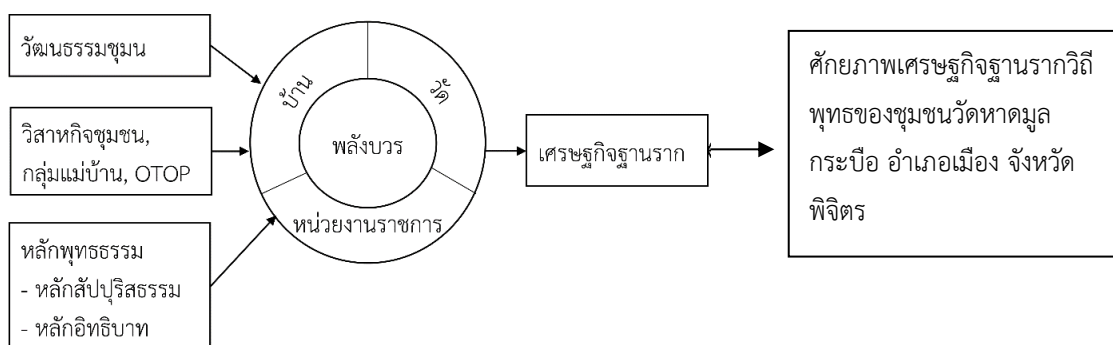 วัฒนธรรมชุมน
วิสาหกิจชุมชน,
กลุ่มแม่บ้าน, OTOP
หลักพุทธธรรม
- หลักสัปปุริสธรรม
- หลักอิทธิบาท
บ้าน
วัด
พลังบวร
หน่วยงานราชการ
เศรษฐกิจฐานราก
ศักยภาพเศรษฐกิจฐานรากวิถี
พุทธของชุมชนวัดหาดมูล
กระบือ อำเภอเมือง จังหวัด
พิจิตร